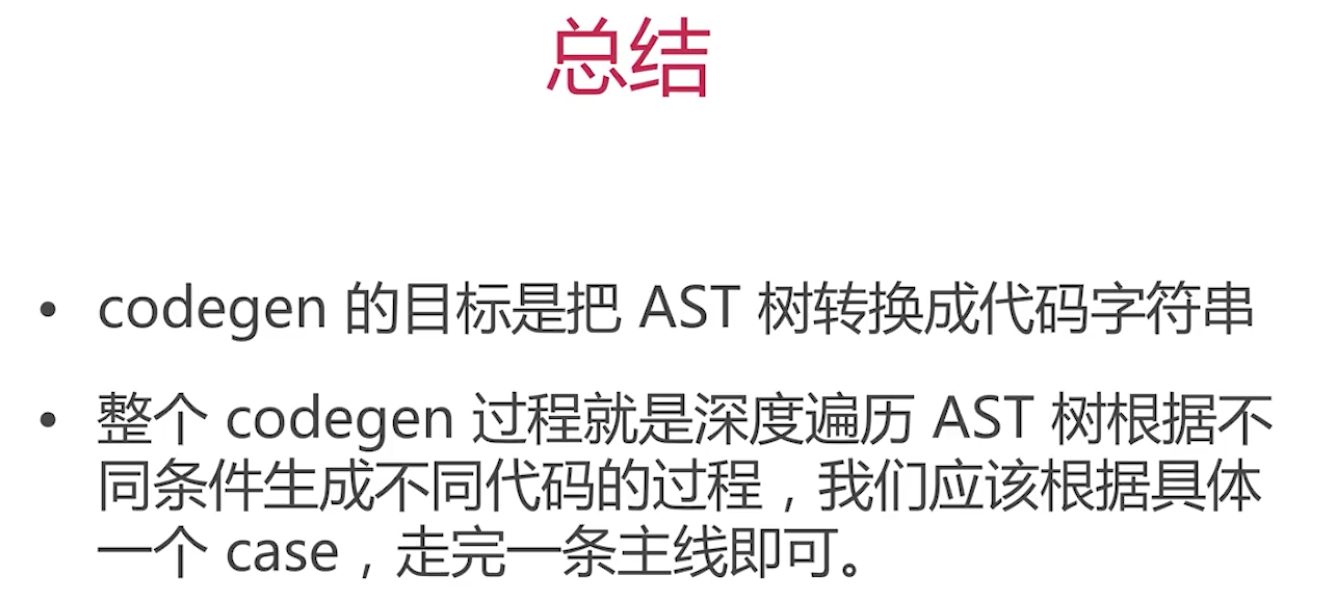 总结
• codegen 的目标是把 AST 树转换成代码字符串
• 整个 codegen 过程就是深度遍历 AST 树根据不
同条件生成不同代码的过程，我们应该根据具体
一个 case，走完一条主线即可。